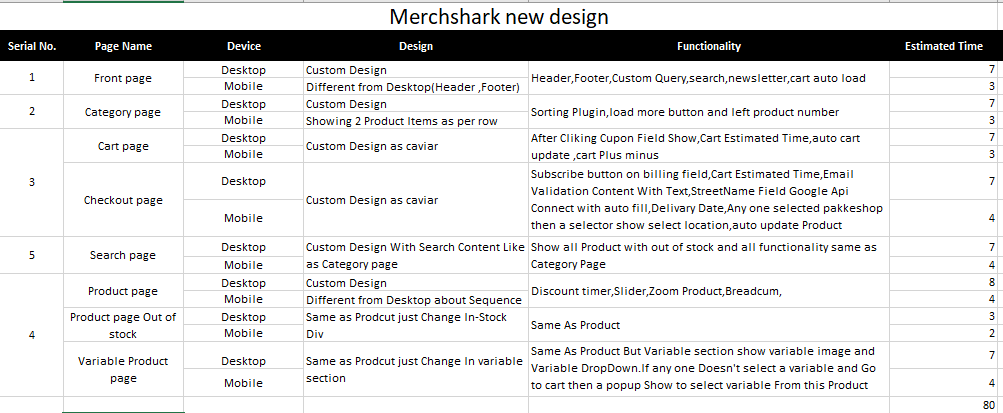 Merchshark new design
Serial No. Page Name Device Design Functionality Estimated Time
1 Front page Desktop Custom Design Header,Footer,Custom Query,search,newsletter,cart auto load 7
Mobile Different from Desktop(Header ,Footer) 3
2 Category page Desktop Custom Design Sorting Plugin,load more button and left product number 7
Mobile Showing 2 Product Items as per row 3
3 Cart page Desktop Custom Design as caviar After Cliking Cupon Field Show,Cart Estimated Time,auto cart 7
Mobile update ,cart Plus minus 3
Checkout page Desktop Custom Design as caviar Subscribe button on billing field,Cart Estimated Time,Email 7
Validation Content With Text,StreetName Field Google Api
Mobile Connect with auto fill,Delivary Date,Any one selected pakkeshop 4
then a selector show select location,auto update Product
5 Search page Desktop Custom Design With Search Content Like Show all Product with out of stock and all functionality same as 7
Mobile as Category page Category Page 4
4 Product page Desktop Custom Design Discount timer,Slider,Zoom Product,Breadcum, 8
Mobile Different from Desktop about Sequence 4
Product page Out of Desktop Same as Prodcut just Change In-Stock Same As Product 3
stock Mobile Div 2
Variable Product Desktop Same as Prodcut just Change In variable Same As Product But Variable section show variable image and 7
page section Variable DropDown.If any one Doesn't select a variable and Go
Mobile to cart then a popup Show to select variable From this Product 4
80